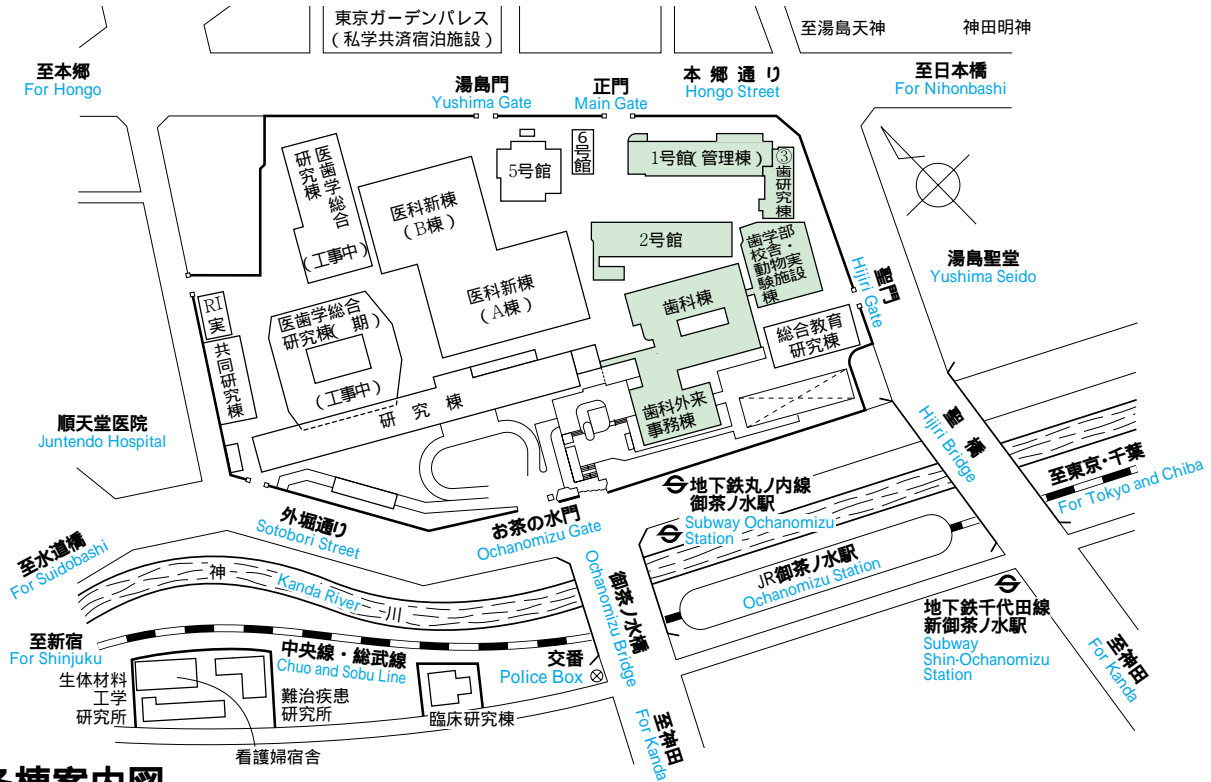 東京ガーデンパレス
(私学共済宿泊施設)
至湯島天神
神田明神
至本郷
For Hongo
湯島門
Yushima Gate
正門
Main Gate
本郷通り
Hongo Street
至日本橋
For Nihonbashi
医歯学総合
研究棟
(工事中)
医科新棟
(B棟)
5号館
6号館
1号館(管理棟)
③歯研究棟
2号館
歯学部
校舎・
動物実
験施設
棟
聖門
Hijiri Gate
湯島聖堂
Yushima Seido
医科新棟
(A棟)
歯科棟
総合教育
研究棟
RI
実
共同研究棟
医歯学総合
研究棟( 期)
(工事中)
研究棟
歯科外来
事務棟
順天堂医院
Juntendo Hospital
聖橋
Hijiri Bridge
至東京・千葉
For Tokyo and Chiba
外堀通り
Sotobori Street
お茶の水門
Ochanomizu Gate
地下鉄丸ノ内線
御茶ノ水駅
Subway Ochanomizu
Station
至水道橋
For Suidobashi
神
川
Kanda River
御茶ノ水橋
Ochanomizu Bridge
JR御茶ノ水駅
Ochanomizu Station
地下鉄千代田線
新御茶ノ水駅
Subway
Shin-Ochanomizu
Station
至神田
For Kanda
至新宿
For Shinjuku
中央線・総武線
Chuo and Sobu Line
交番
Police Box
生体材料
工学
研究所
難治疾患
研究所
臨床研究棟
看護婦宿舎
至神田
For Kanda
棟案内図